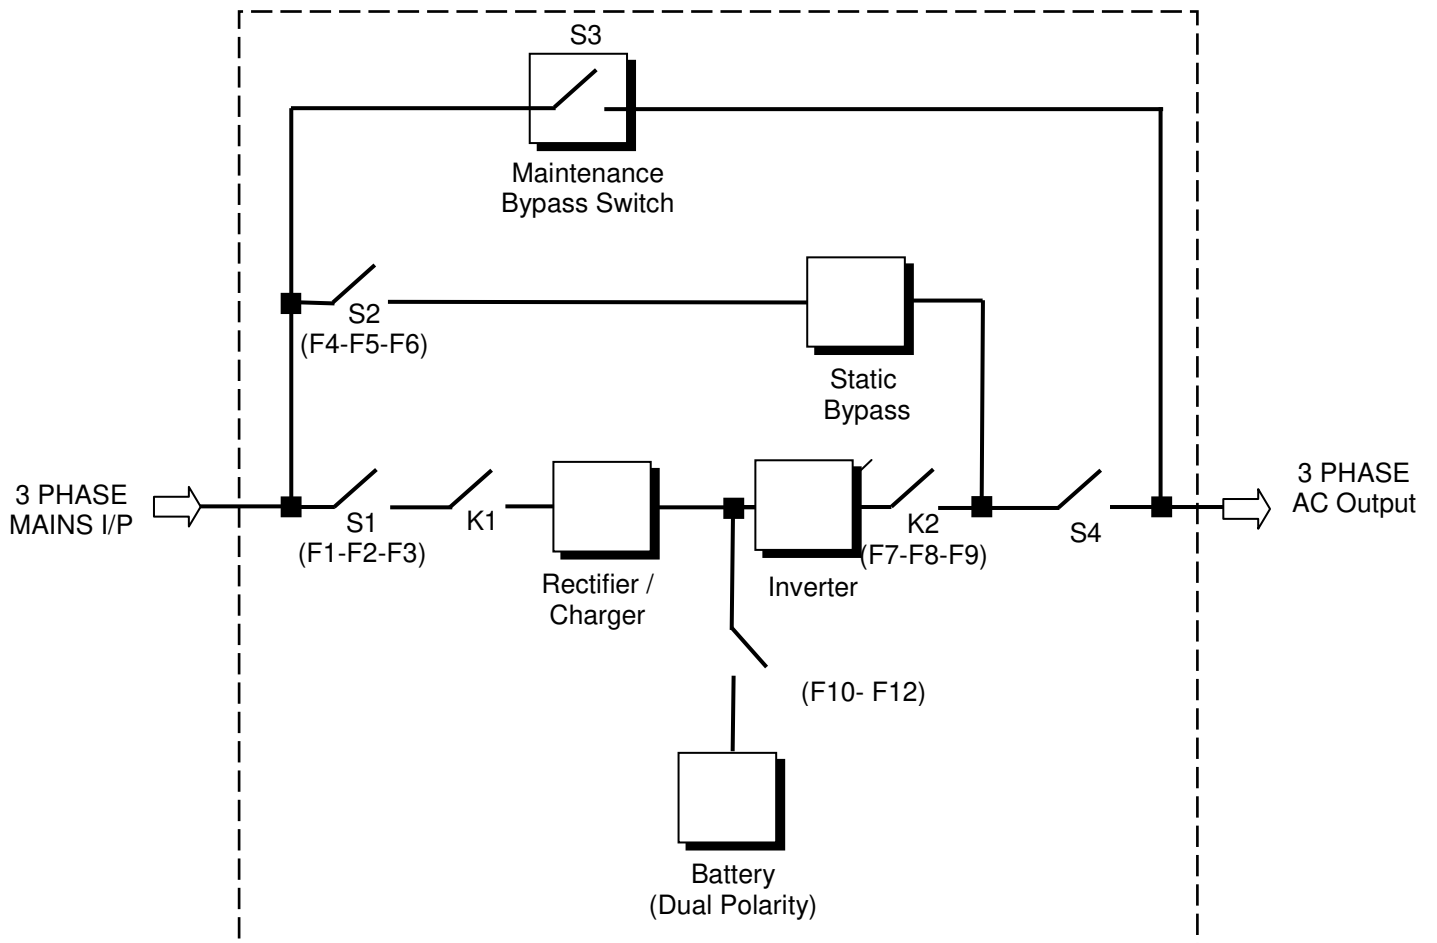 S3
Maintenance
Bypass Switch
S2
(F4-F5-F6)
Static
Bypass
3 PHASE
MAINS I/P
S1
(F1-F2-F3)
K1
Rectifier /
Charger
Inverter
K2
(F7-F8-F9)
S4
3 PHASE
AC Output
(F10- F12)
Battery
(Dual Polarity)